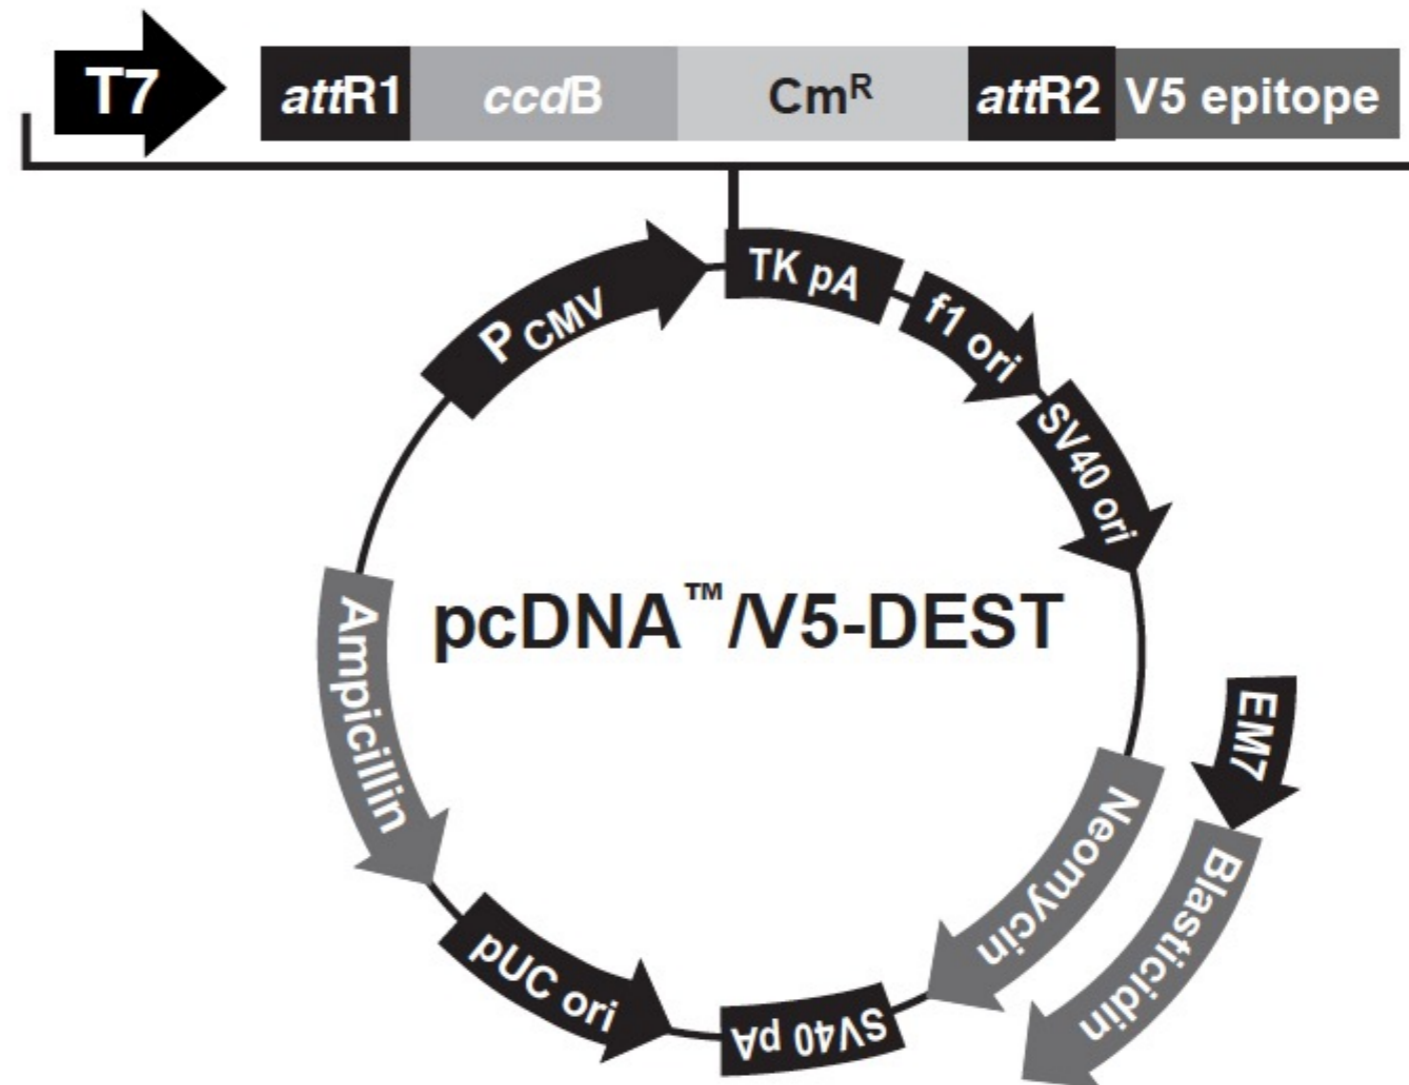 T7 attR1 ccdB CmR attR2 V5 epitope
PCMV
TK pA
f1 ori
SV40 ori
pcDNA™/V5-DEST
EM7
Ampicillin
Neomycin
Blasticidin
pUC ori
SV40 pA